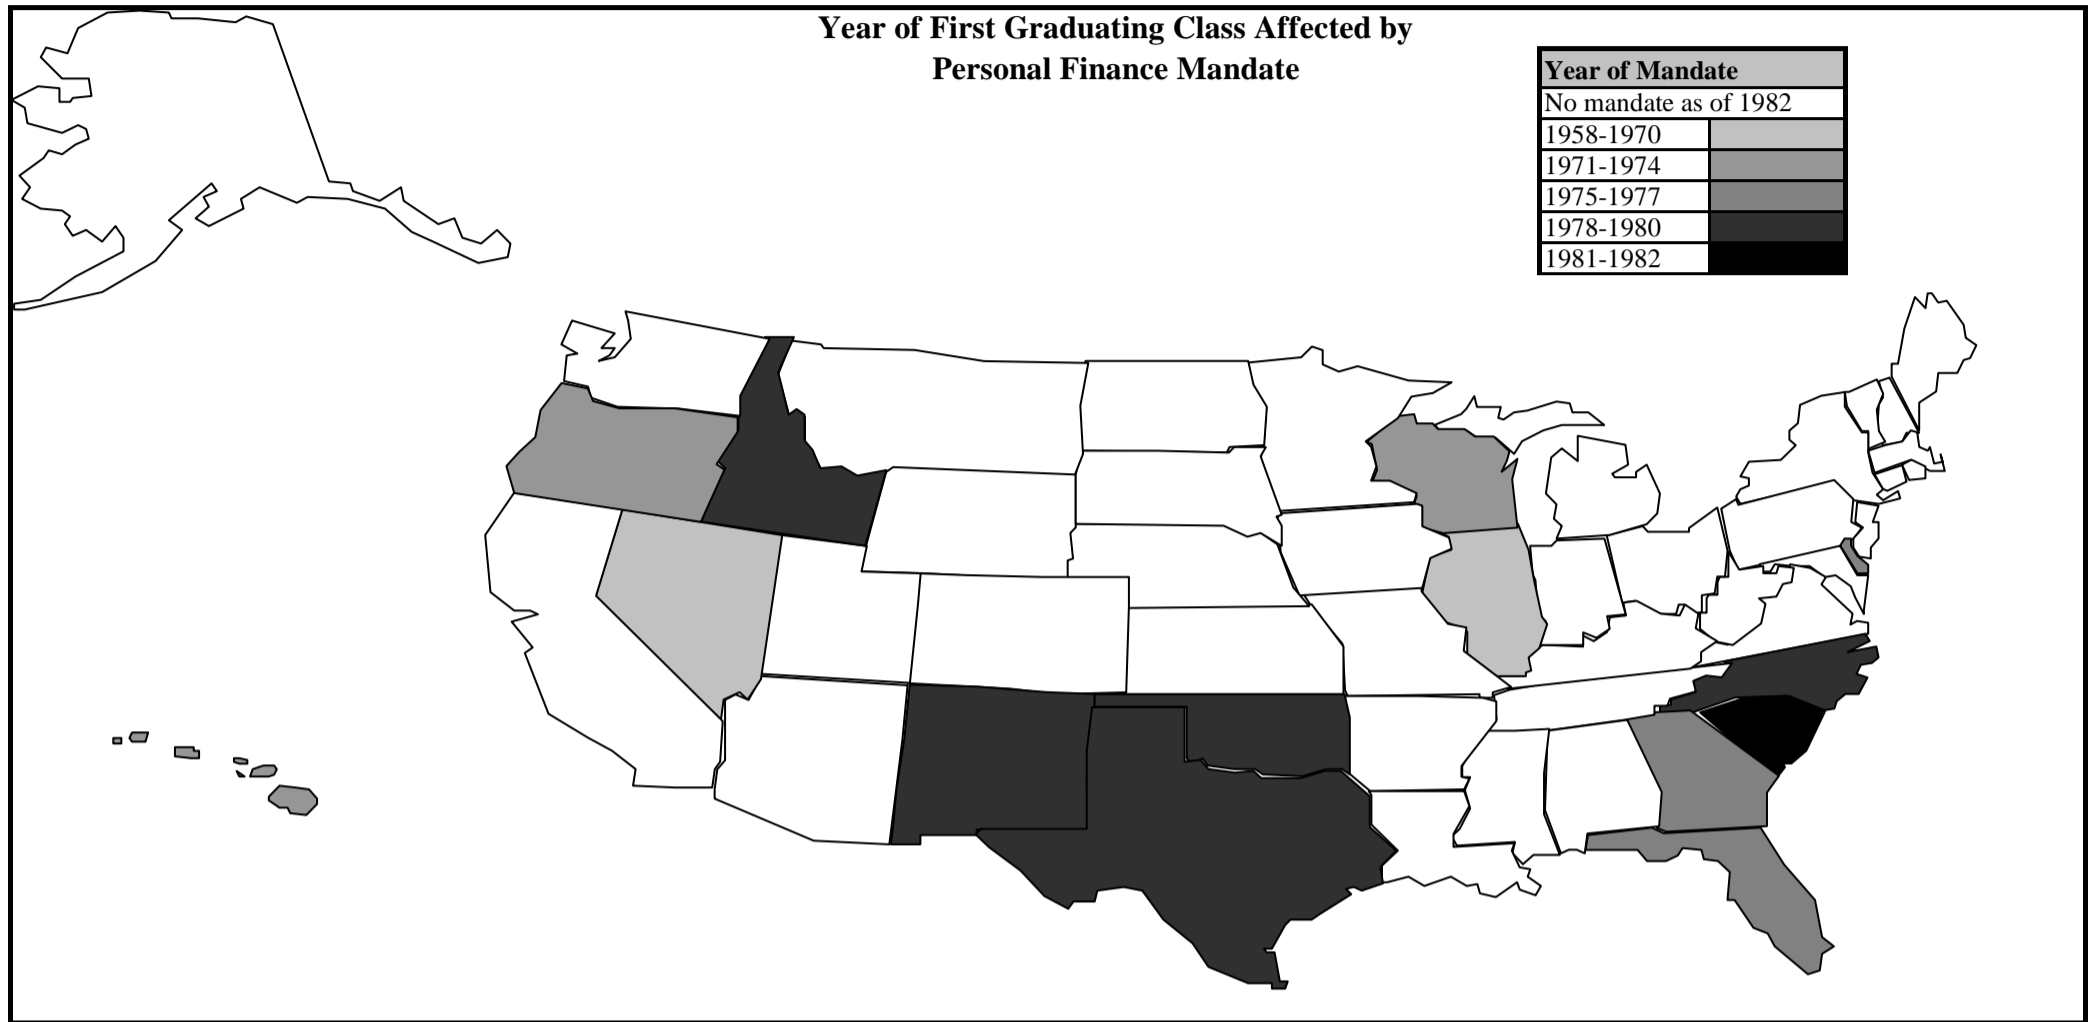 Year of First Graduating Class Affected by
Personal Finance Mandate
Year of Mandate
No mandate as of 1982
1958-1970
1971-1974
1975-1977
1978-1980
1981-1982